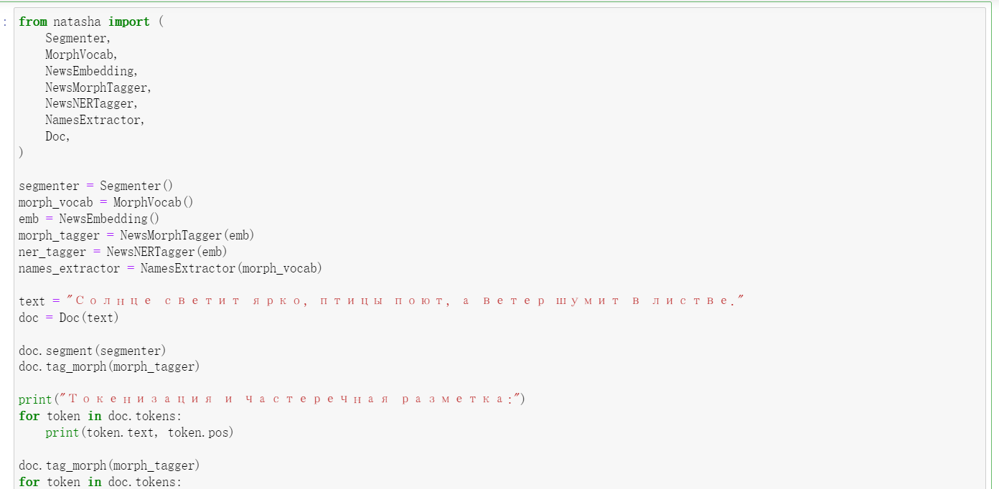 :
from natasha import (
    Segmenter,
    MorphVocab,
    NewsEmbedding,
    NewsMorphTagger,
    NewsNERTagger,
    NamesExtractor,
    Doc,
)
segmenter = Segmenter()
morph_vocab = MorphVocab()
emb = NewsEmbedding()
morph_tagger = NewsMorphTagger(emb)
ner_tagger = NewsNERTagger(emb)
names_extractor = NamesExtractor(morph_vocab)
text = "Солнце светит ярко, птицы поют, а ветер шумит в листве."
doc = Doc(text)
doc.segment(segmenter)
doc.tag_morph(morph_tagger)
print("Токенизация и частеречная разметка:")
for token in doc.tokens:
    print(token.text, token.pos)
doc.tag_morph(morph_tagger)
for token in doc.tokens: